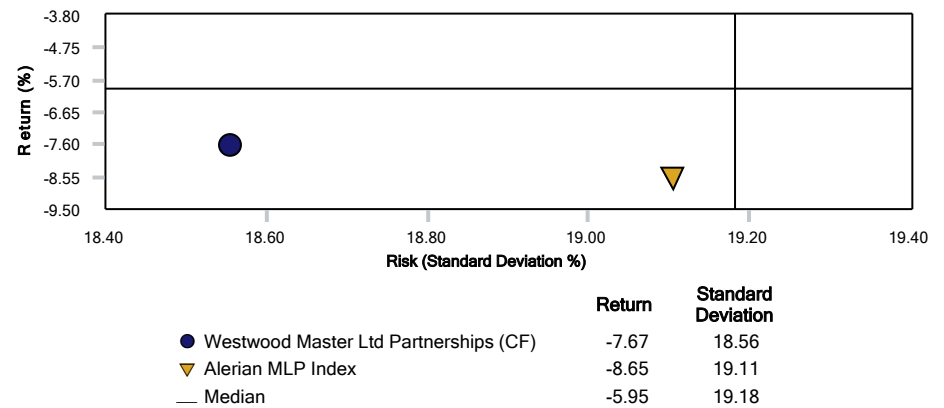 -3.80
-4.75
-5.70
-6.65
-7.60
-8.55
-9.50
Return (%)
18.40 18.60 18.80 19.00 19.20 19.40
Risk (Standard Deviation %)
Return Standard Deviation
Westwood Master Ltd Partnerships (CF) -7.67 18.56
Alerian MLP Index -8.65 19.11
Median -5.95 19.18